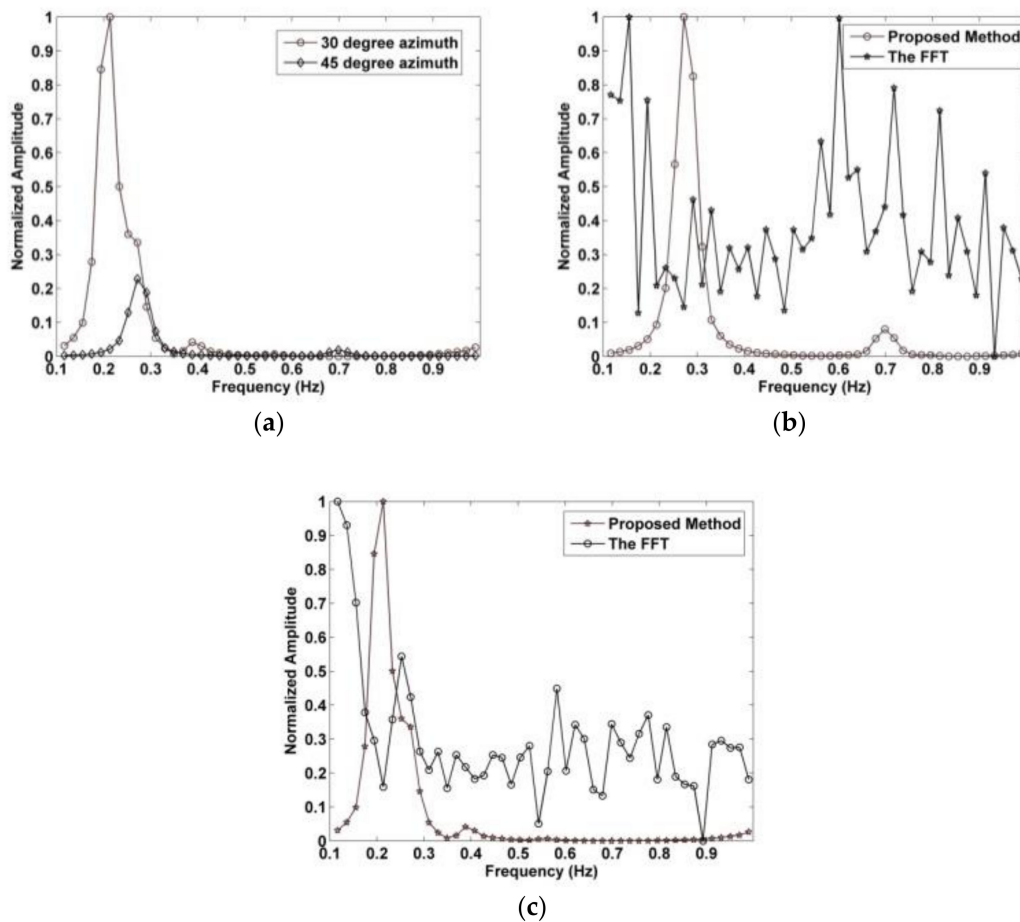 1
0.9
0.8
0.7
0.6
0.5
0.4
0.3
0.2
0.1
0
Normalized Amplitude
30 degree azimuth
45 degree azimuth
0.1 0.2 0.3 0.4 0.5 0.6 0.7 0.8 0.9
Frequency (Hz)
(a)
1
0.9
0.8
0.7
0.6
0.5
0.4
0.3
0.2
0.1
0
Normalized Amplitude
Proposed Method
The FFT
0.1 0.2 0.3 0.4 0.5 0.6 0.7 0.8 0.9
Frequency (Hz)
(b)
1
0.9
0.8
0.7
0.6
0.5
0.4
0.3
0.2
0.1
0
Normalized Amplitude
Proposed Method
The FFT
0.1 0.2 0.3 0.4 0.5 0.6 0.7 0.8 0.9
Frequency (Hz)
(c)